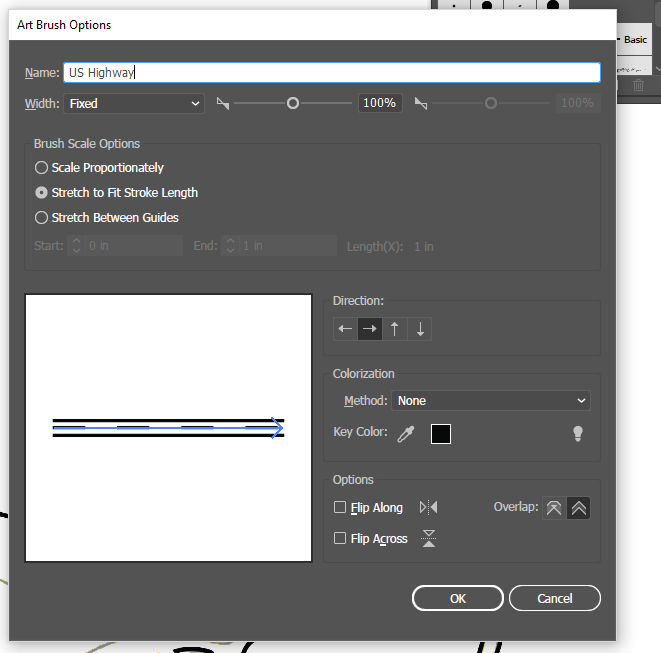 Art Brush Options
Basic
Name: US Highway
Width: Fixed 100% 100%
Brush Scale Options
Scale Proportionately
Stretch to Fit Stroke Length
Stretch Between Guides
Start: 0 in End: 1 in Length(X): 1 in
Direction:
Colorization
Method: None
Key Color:
Options
Flip Along Overlap:
Flip Across
OK Cancel